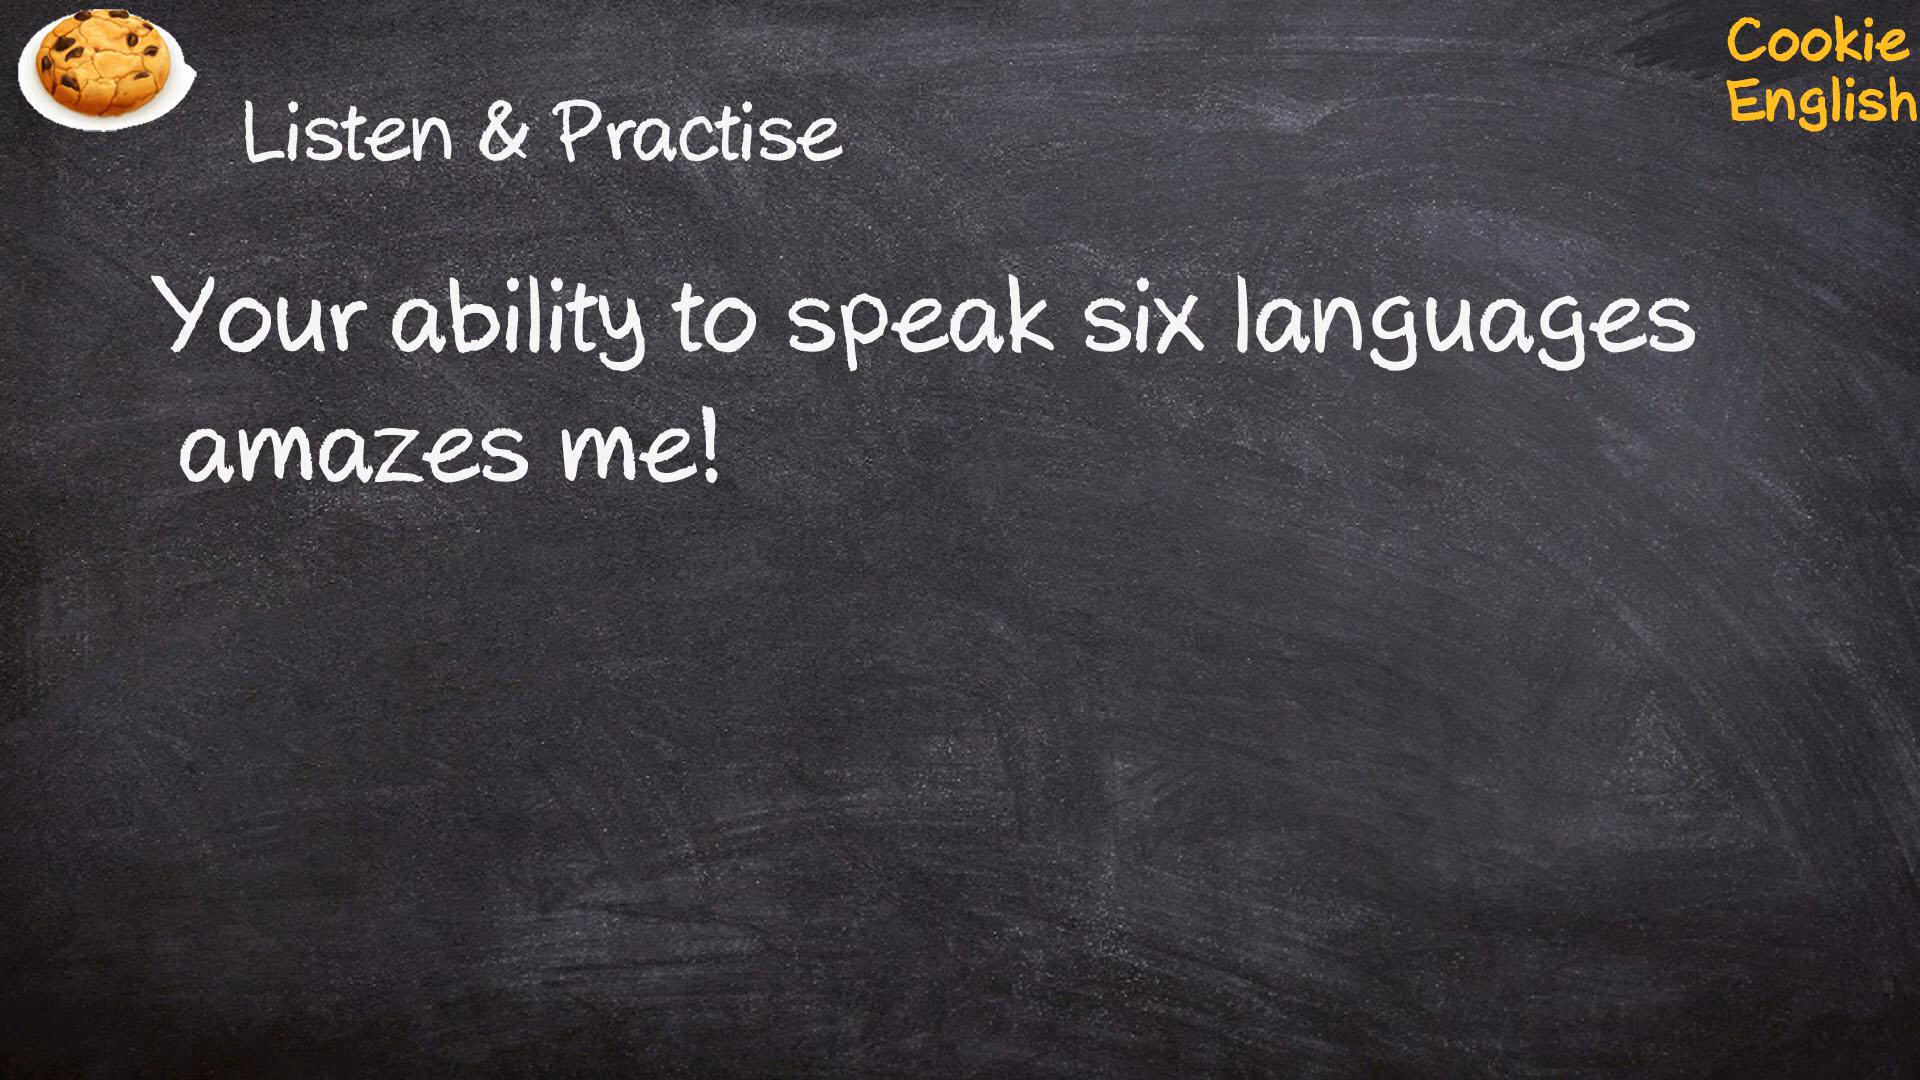 Cookie
English
Listen & Practise
Your ability to speak six languages
amazes me!